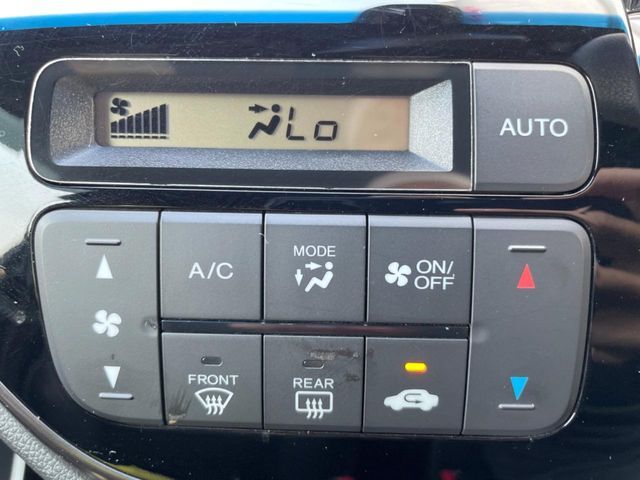 Lo
AUTO
A/C
MODE
ON/
OFF
FRONT
REAR